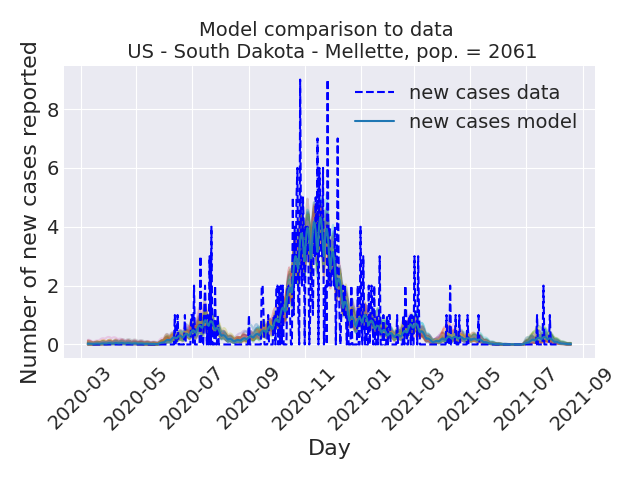 Model comparison to data
US - South Dakota - Mellette, pop. = 2061
Number of new cases reported
8
6
4
2
0
new cases data
new cases model
2020-03
2020-05
2020-07
2020-09
2020-11
2021-01
2021-03
2021-05
2021-07
2021-09
Day